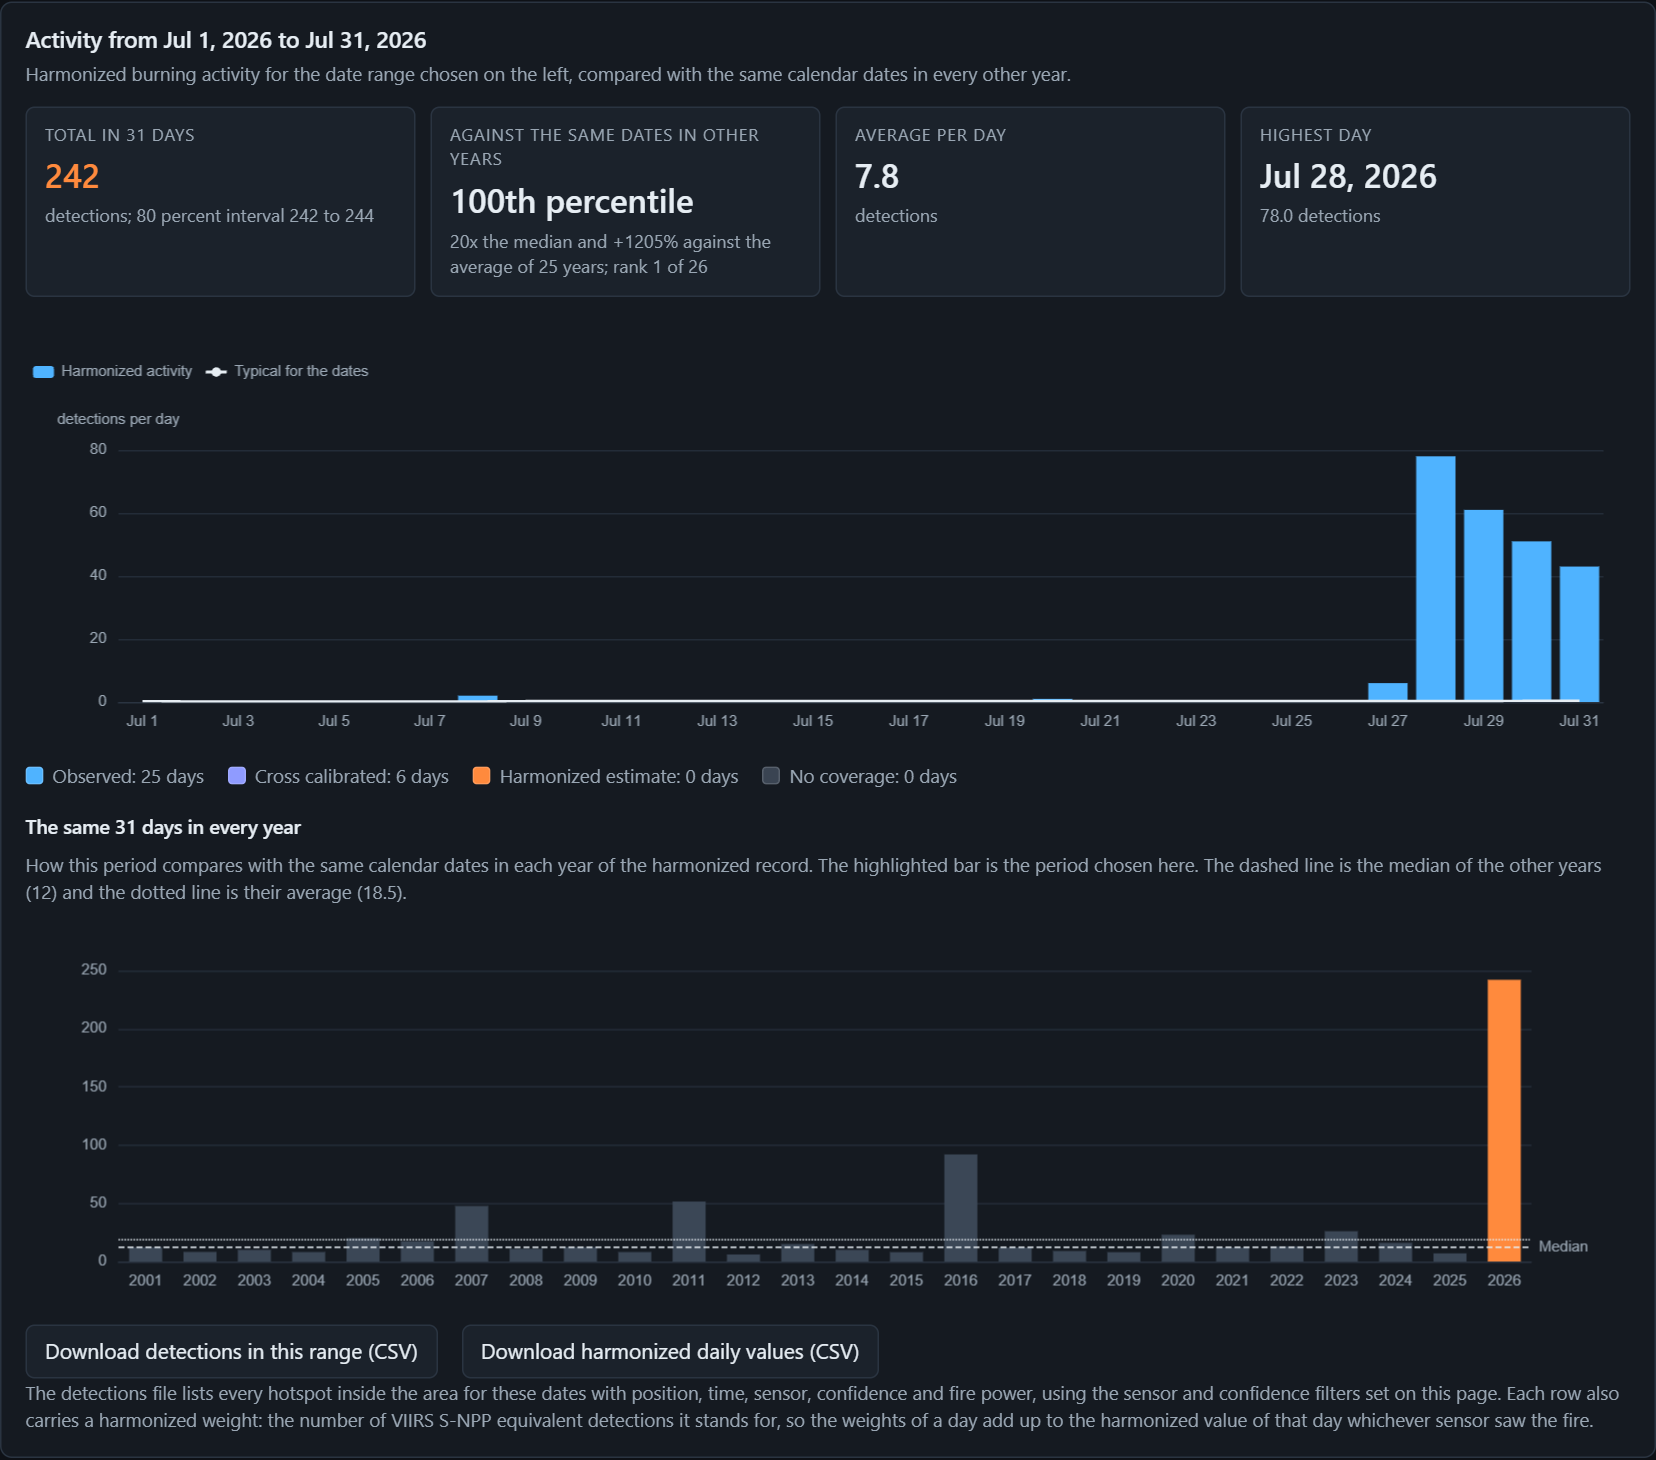 Activity from Jul 1, 2026 to Jul 31, 2026
Harmonized burning activity for the date range chosen on the left, compared with the same calendar dates in every other year.
TOTAL IN 31 DAYS
242
detections; 80 percent interval 242 to 244
AGAINST THE SAME DATES IN OTHER
YEARS
100th percentile
20x the median and +1205% against the
average of 25 years; rank 1 of 26
AVERAGE PER DAY
7.8
detections
HIGHEST DAY
Jul 28, 2026
78.0 detections
Harmonized activity Typical for the dates
detections per day
80
60
40
20
0
Jul 1 Jul 3 Jul 5 Jul 7 Jul 9 Jul 11 Jul 13 Jul 15 Jul 17 Jul 19 Jul 21 Jul 23 Jul 25 Jul 27 Jul 29 Jul 31
Observed: 25 days Cross calibrated: 6 days Harmonized estimate: 0 days No coverage: 0 days
The same 31 days in every year
How this period compares with the same calendar dates in each year of the harmonized record. The highlighted bar is the period chosen here. The dashed line is the median of the other years
(12) and the dotted line is their average (18.5).
250
200
150
100
50
0
Median
2001 2002 2003 2004 2005 2006 2007 2008 2009 2010 2011 2012 2013 2014 2015 2016 2017 2018 2019 2020 2021 2022 2023 2024 2025 2026
Download detections in this range (CSV) Download harmonized daily values (CSV)
The detections file lists every hotspot inside the area for these dates with position, time, sensor, confidence and fire power, using the sensor and confidence filters set on this page. Each row also
carries a harmonized weight: the number of VIIRS S-NPP equivalent detections it stands for, so the weights of a day add up to the harmonized value of that day whichever sensor saw the fire.